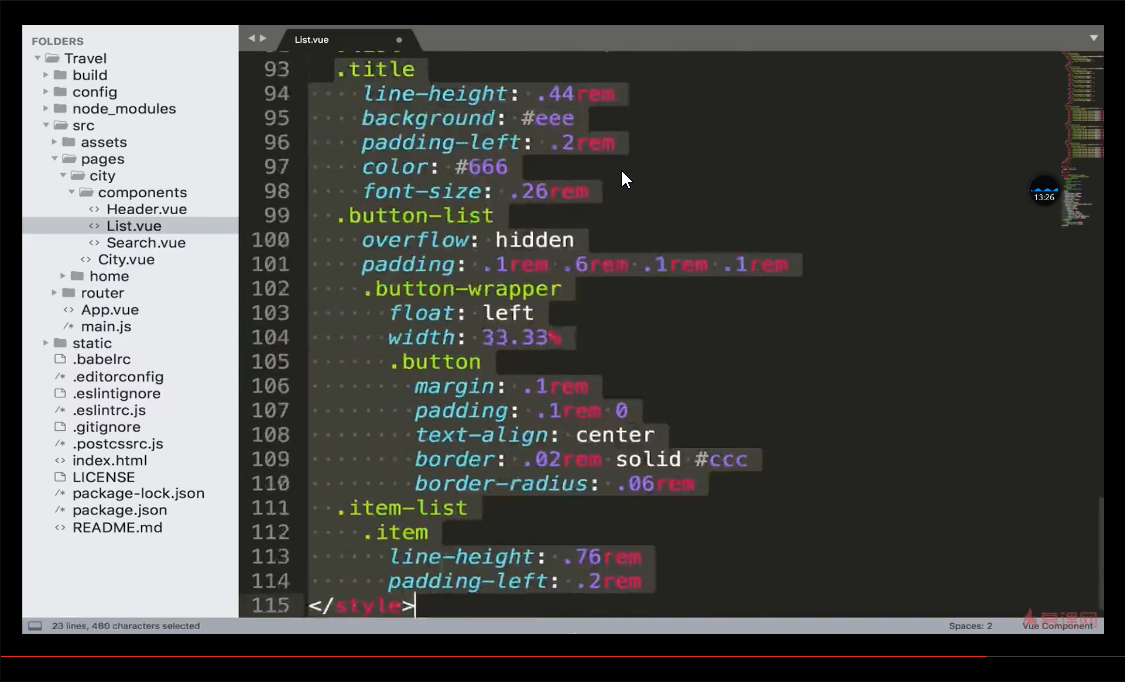 FOLDERS
Travel
build
config
node_modules
src
assets
pages
city
components
Header.vue
List.vue
Search.vue
City.vue
home
router
App.vue
main.js
static
.babelrc
.editorconfig
.eslintignore
.eslintrc.js
.gitignore
.postcssrc.js
index.html
LICENSE
package-lock.json
package.json
README.md
List.vue
93 .title
94 line-height: .44rem
95 background: #eee
96 padding-left: .2rem
97 color: #666
98 font-size: .26rem
99 .button-list
100 overflow: hidden
101 padding: .1rem .6rem .1rem .1rem
102 .button-wrapper
103 float: left
104 width: 33.33%
105 .button
106 margin: .1rem
107 padding: .1rem 0
108 text-align: center
109 border: .02rem solid #ccc
110 border-radius: .06rem
111 .item-list
112 .item
113 line-height: .76rem
114 padding-left: .2rem
115 </style>
13:26
23 lines, 480 characters selected
Spaces: 2
Vue Component
慕课网